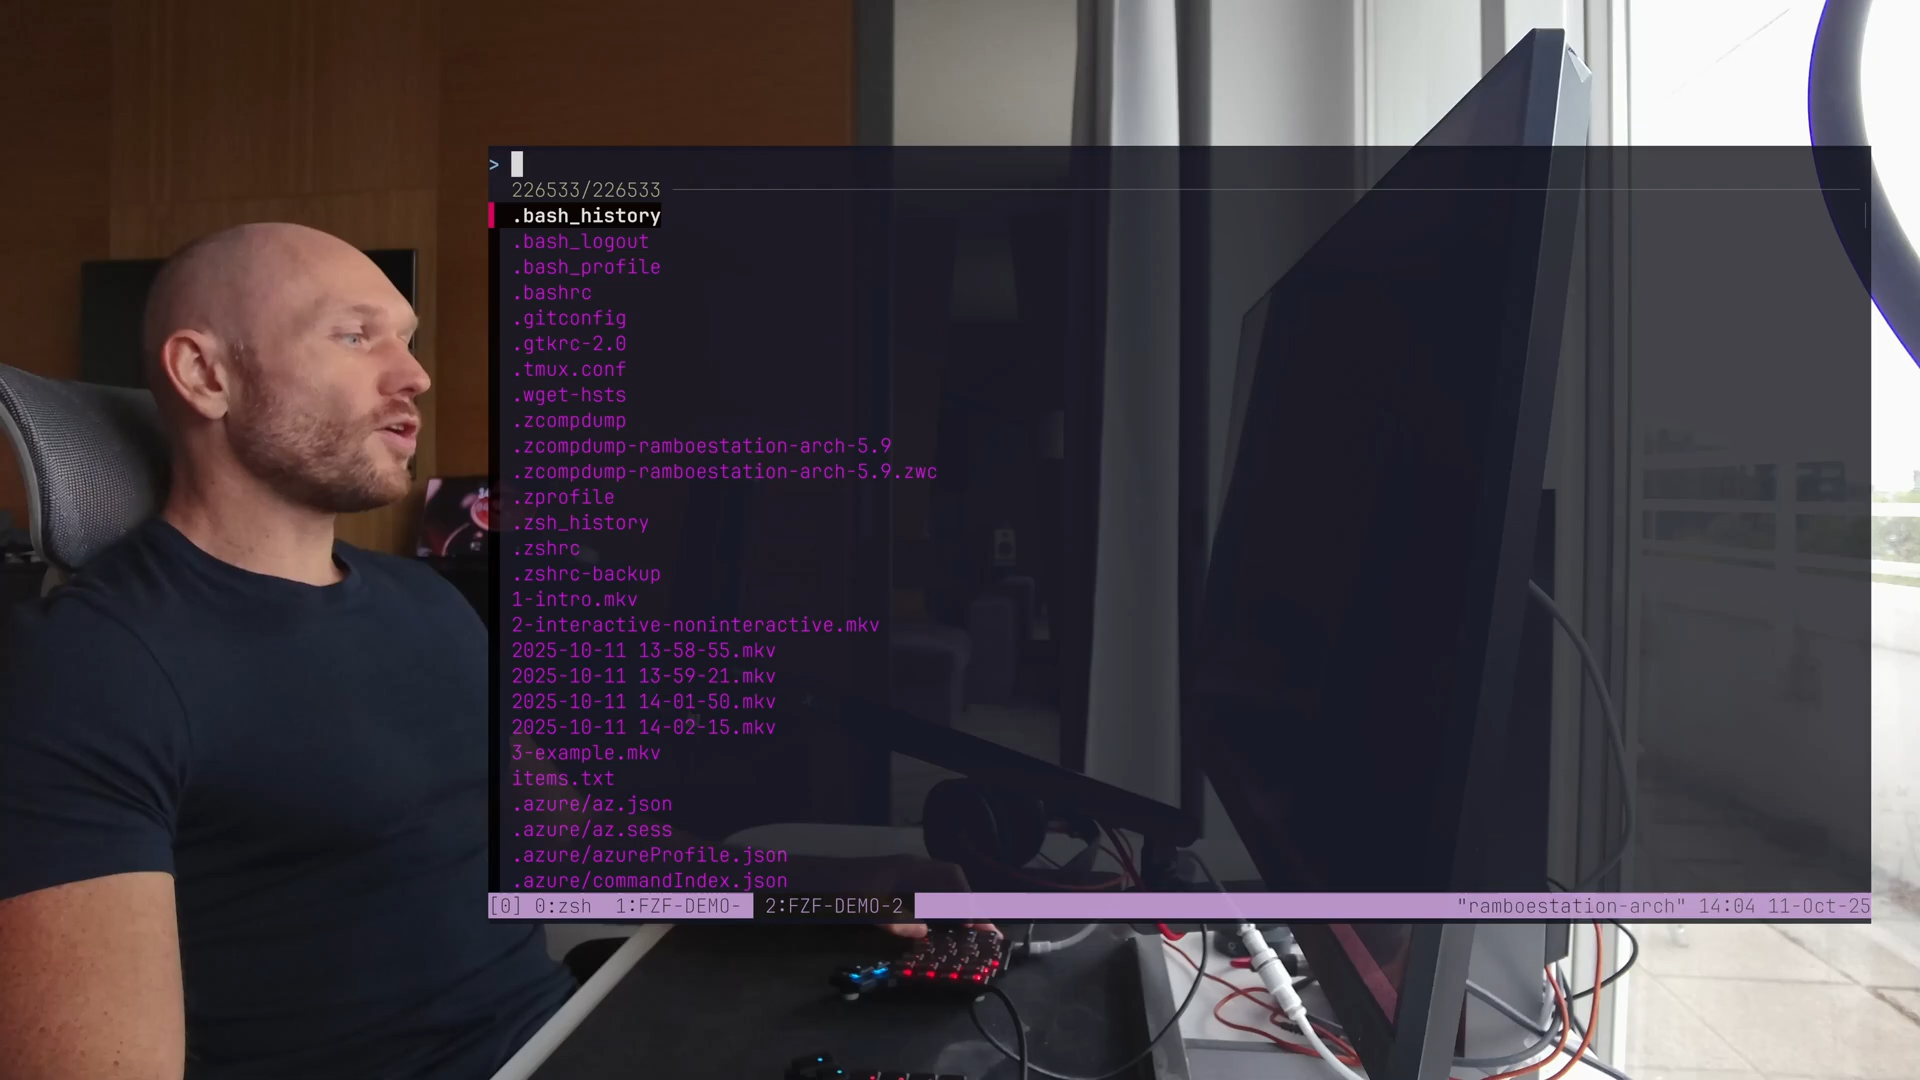 >
226533/226533
.bash_history
.bash_logout
.bash_profile
.bashrc
.gitconfig
.gtkrc-2.0
.tmux.conf
.wget-hsts
.zcompdump
.zcompdump-ramboestation-arch-5.9
.zcompdump-ramboestation-arch-5.9.zwc
.zprofile
.zsh_history
.zshrc
.zshrc-backup
1-intro.mkv
2-interactive-noninteractive.mkv
2025-10-11 13-58-55.mkv
2025-10-11 13-59-21.mkv
2025-10-11 14-01-50.mkv
2025-10-11 14-02-15.mkv
3-example.mkv
items.txt
.azure/az.json
.azure/az.sess
.azure/azureProfile.json
.azure/commandIndex.json
[0] 0:zsh 1:FZF-DEMO- 2:FZF-DEMO-2 "ramboestation-arch" 14:04 11-Oct-25